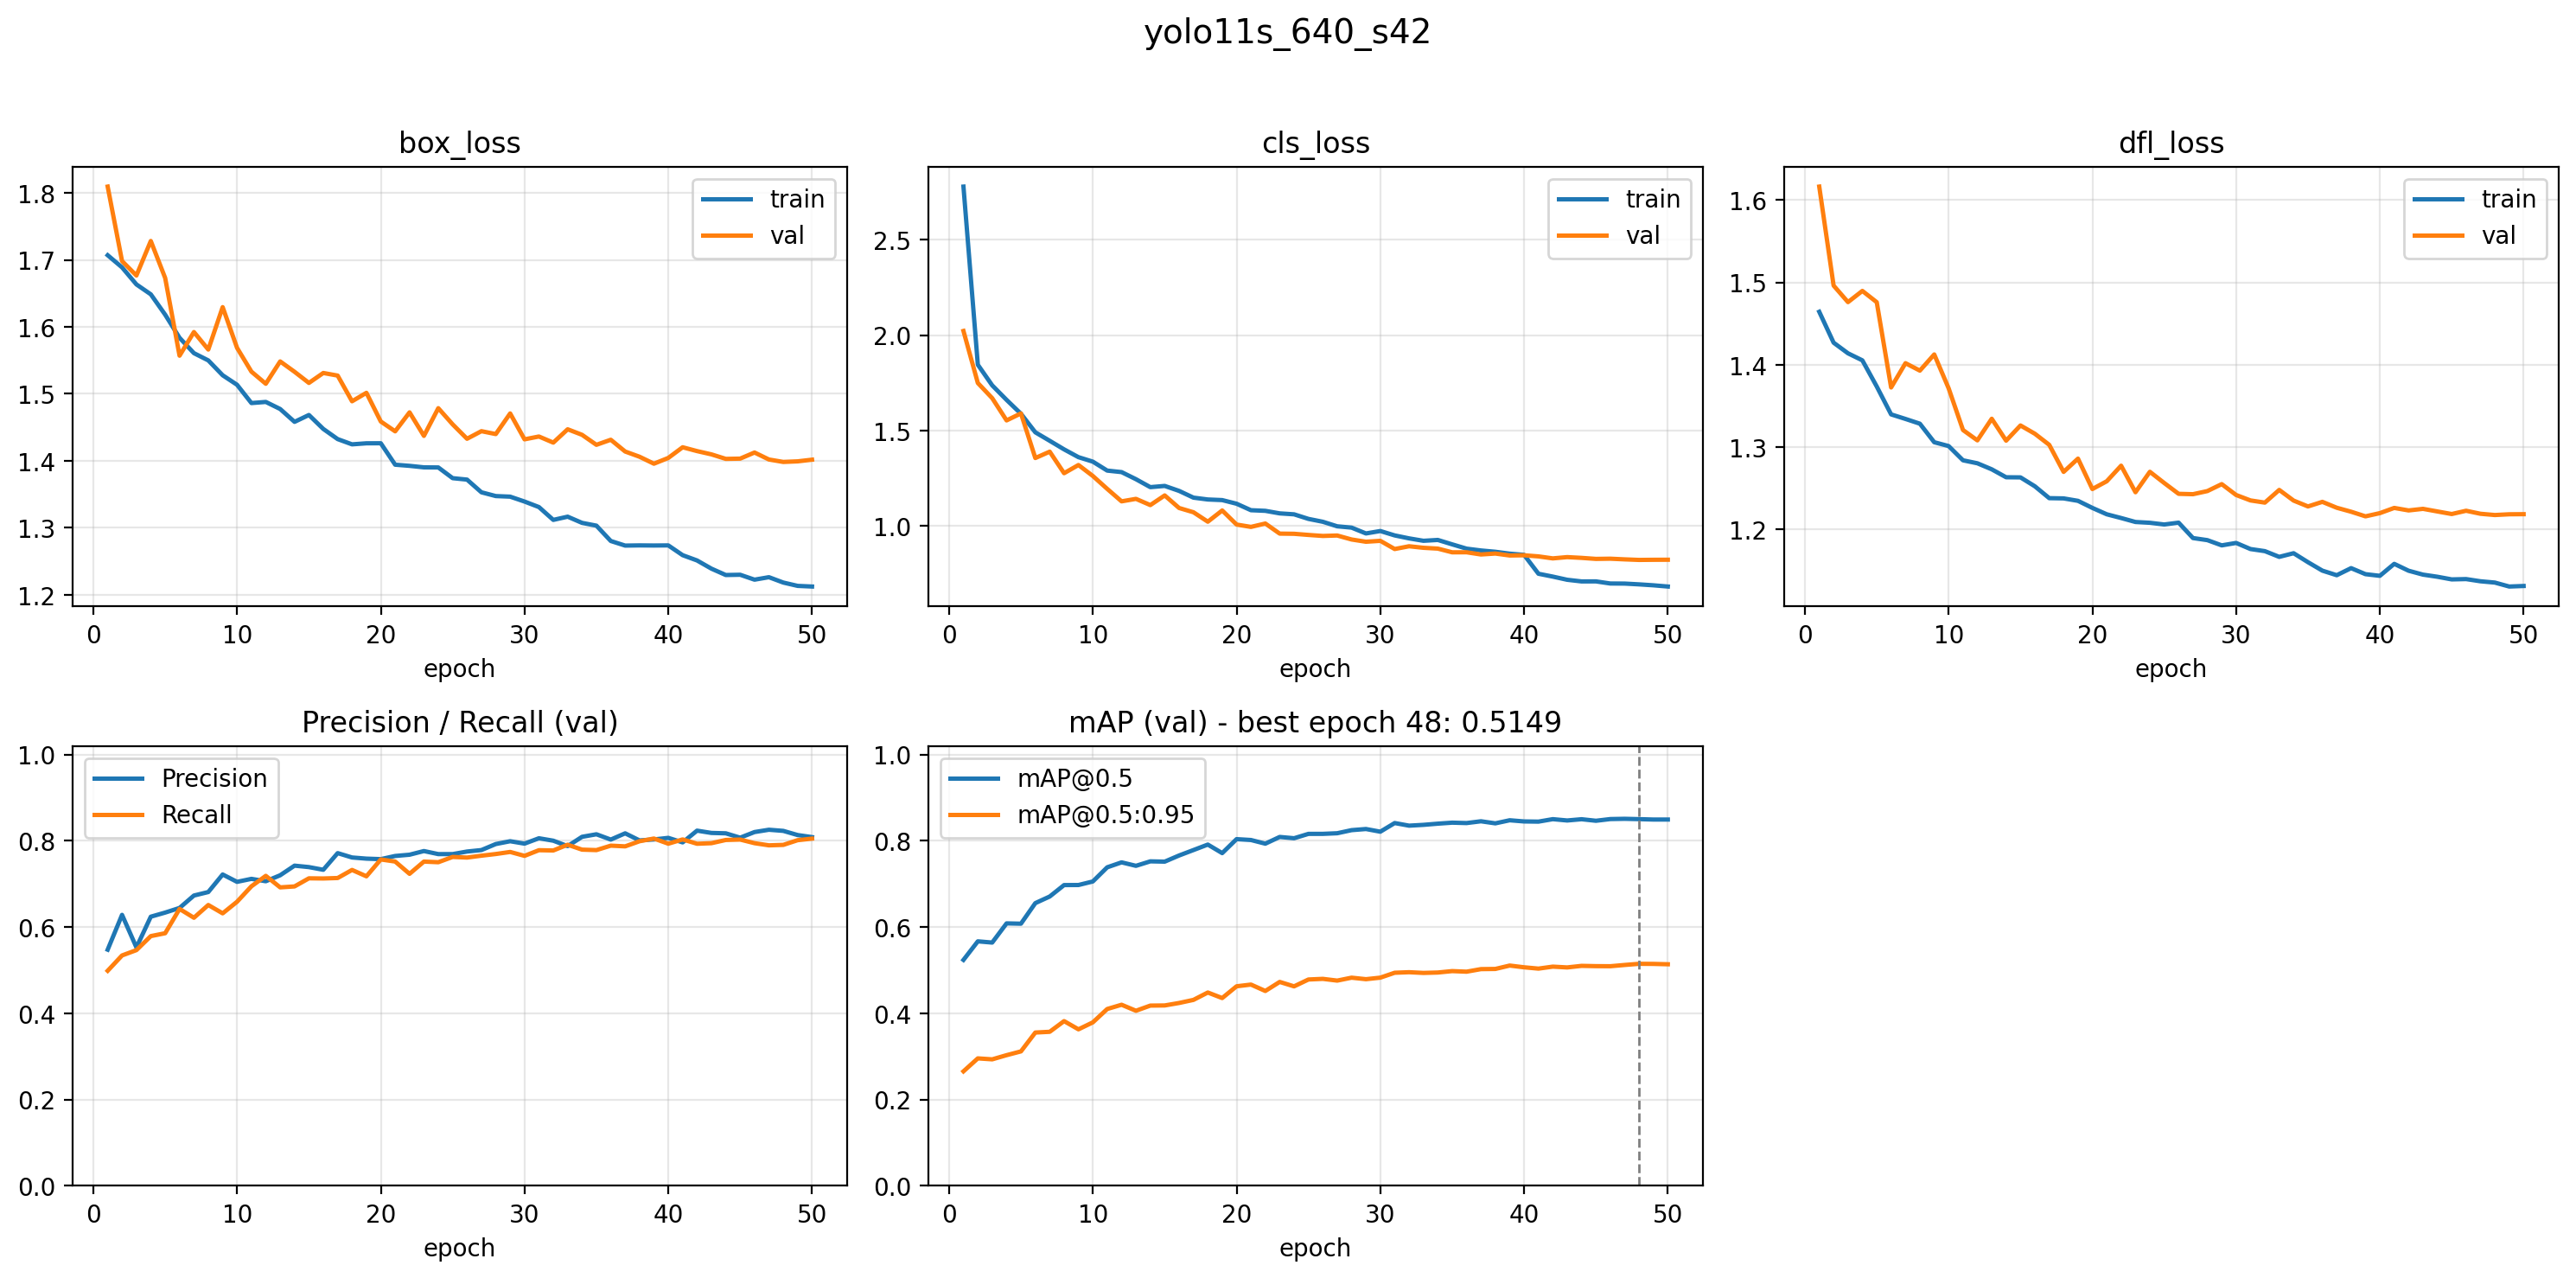 yolo11s_640_s42
box_loss
1.8
1.7
1.6
1.5
1.4
1.3
1.2
train
val
0 10 20 30 40 50
epoch
cls_loss
2.5
2.0
1.5
1.0
train
val
0 10 20 30 40 50
epoch
dfl_loss
1.6
1.5
1.4
1.3
1.2
train
val
0 10 20 30 40 50
epoch
Precision / Recall (val)
1.0
0.8
0.6
0.4
0.2
0.0
Precision
Recall
0 10 20 30 40 50
epoch
mAP (val) - best epoch 48: 0.5149
1.0
0.8
0.6
0.4
0.2
0.0
mAP@0.5
mAP@0.5:0.95
0 10 20 30 40 50
epoch